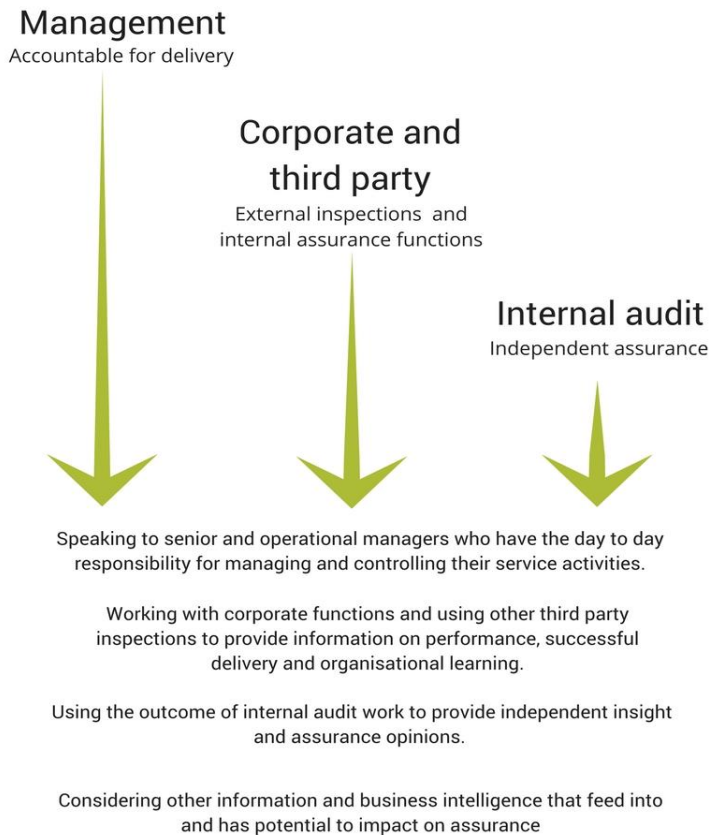 Management
Accountable for delivery
Corporate and
third party
External inspections and
internal assurance functions
Internal audit
Independent assurance
Speaking to senior and operational managers who have the day to day
responsibility for managing and controlling their service activities.
Working with corporate functions and using other third party
inspections to provide information on performance, successful
delivery and organisational learning.
Using the outcome of internal audit work to provide independent insight
and assurance opinions.
Considering other information and business intelligence that feed into
and has potential to impact on assurance